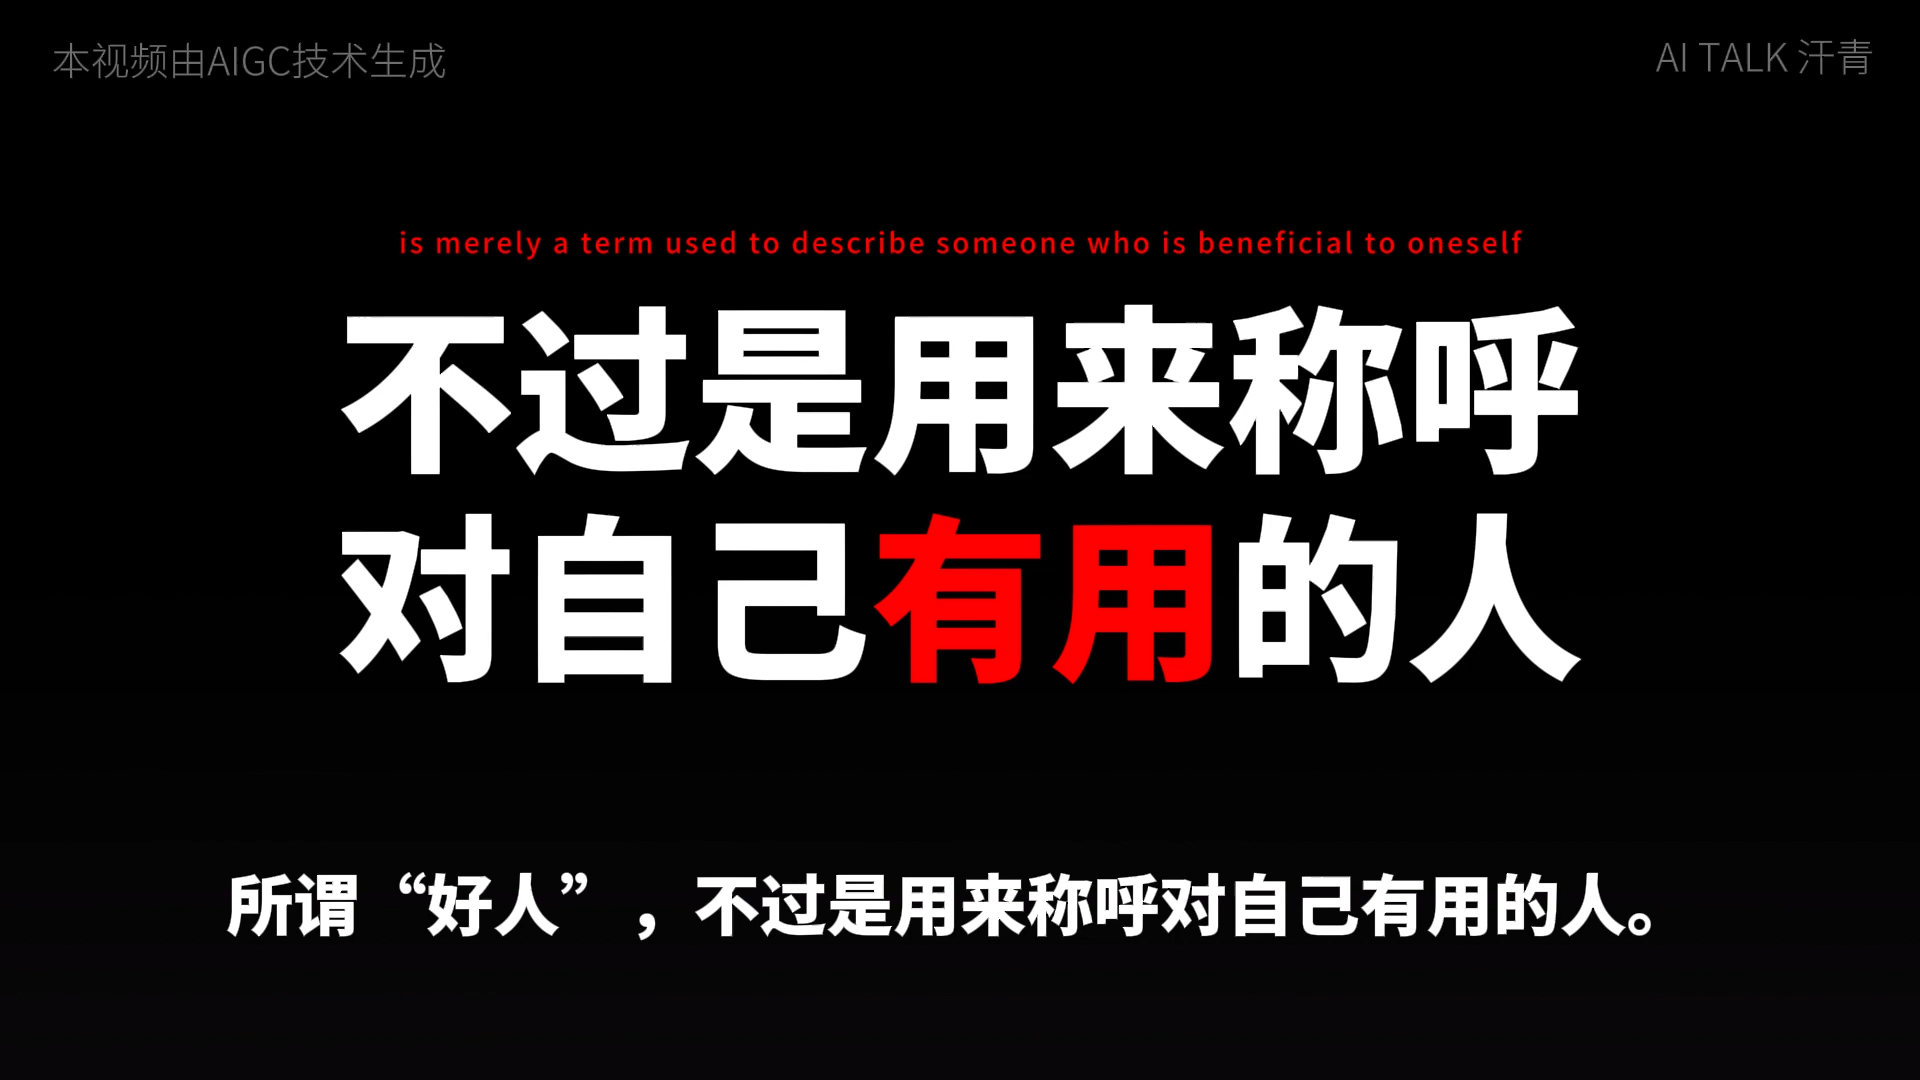 本视频由AIGC技术生成
AI TALK 汗青
is merely a term used to describe someone who is beneficial to oneself
不过是用来称呼
对自己有用的人
所谓“好人”，不过是用来称呼对自己有用的人。